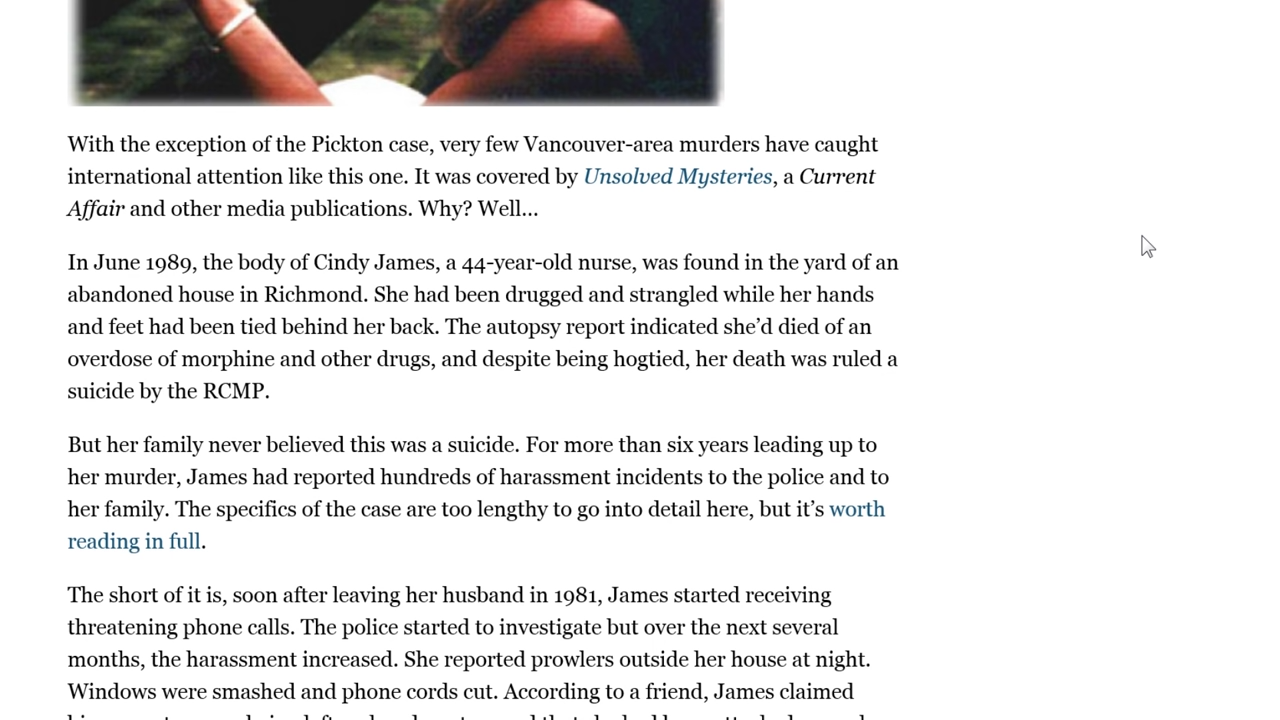 With the exception of the Pickton case, very few Vancouver-area murders have caught
international attention like this one. It was covered by Unsolved Mysteries, a Current
Affair and other media publications. Why? Well…
In June 1989, the body of Cindy James, a 44-year-old nurse, was found in the yard of an
abandoned house in Richmond. She had been drugged and strangled while her hands
and feet had been tied behind her back. The autopsy report indicated she’d died of an
overdose of morphine and other drugs, and despite being hogtied, her death was ruled a
suicide by the RCMP.
But her family never believed this was a suicide. For more than six years leading up to
her murder, James had reported hundreds of harassment incidents to the police and to
her family. The specifics of the case are too lengthy to go into detail here, but it’s worth
reading in full.
The short of it is, soon after leaving her husband in 1981, James started receiving
threatening phone calls. The police started to investigate but over the next several
months, the harassment increased. She reported prowlers outside her house at night.
Windows were smashed and phone cords cut. According to a friend, James claimed